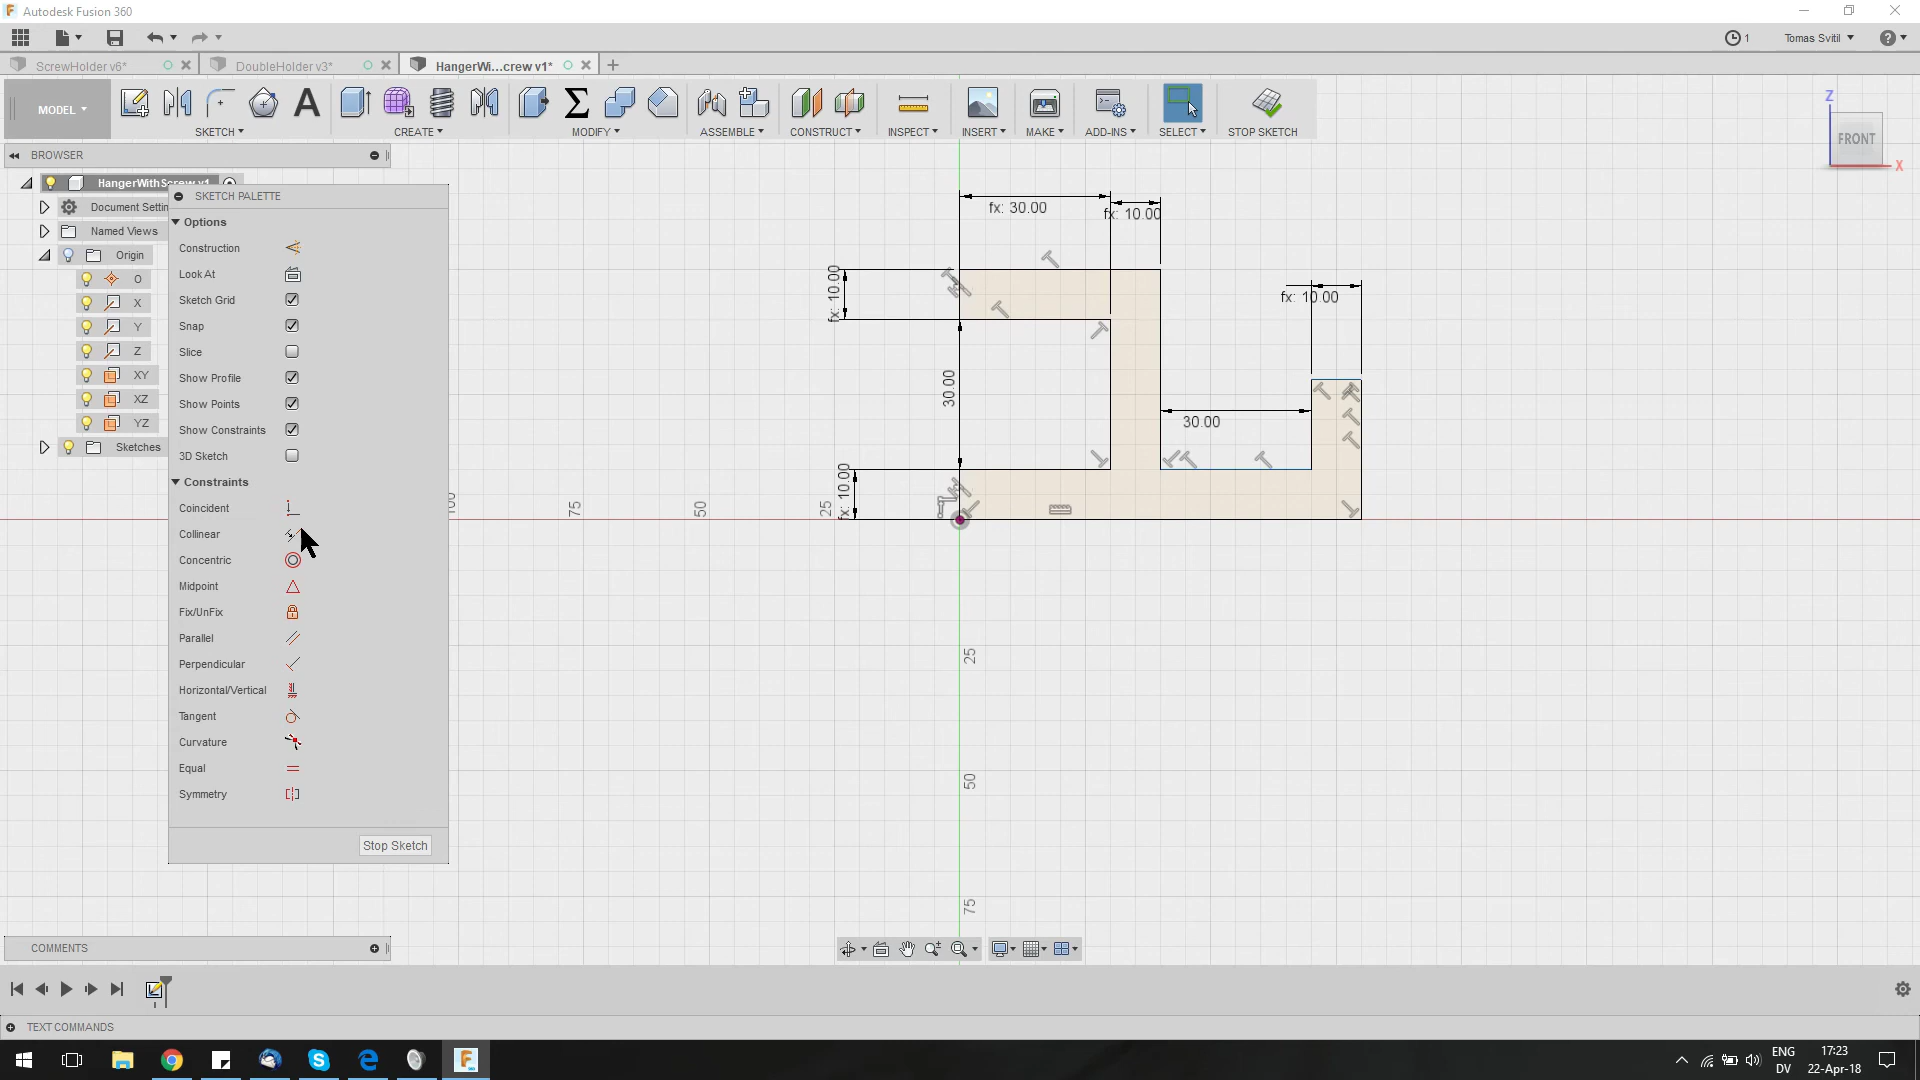 Autodesk Fusion 360
1
Tomas Svitil
ScrewHolder v6*
DoubleHolder v3*
HangerWi...crew v1*
MODEL
SKETCH
CREATE
MODIFY
ASSEMBLE
CONSTRUCT
INSPECT
INSERT
MAKE
ADD-INS
SELECT
STOP SKETCH
BROWSER
HangerWithScrew v1
Document Settin
Named Views
Origin
O
X
Y
Z
XY
XZ
YZ
Sketches
SKETCH PALETTE
Options
Construction
Look At
Sketch Grid
Snap
Slice
Show Profile
Show Points
Show Constraints
3D Sketch
Constraints
Coincident
Collinear
Concentric
Midpoint
Fix/UnFix
Parallel
Perpendicular
Horizontal/Vertical
Tangent
Curvature
Equal
Symmetry
Stop Sketch
Z
FRONT
X
fx: 30.00
fx: 10.00
fx: 10.00
fx: 10.00
30.00
30.00
fx: 10.00
100
75
50
25
25
50
75
COMMENTS
TEXT COMMANDS
ENG
DV
17:23
22-Apr-18